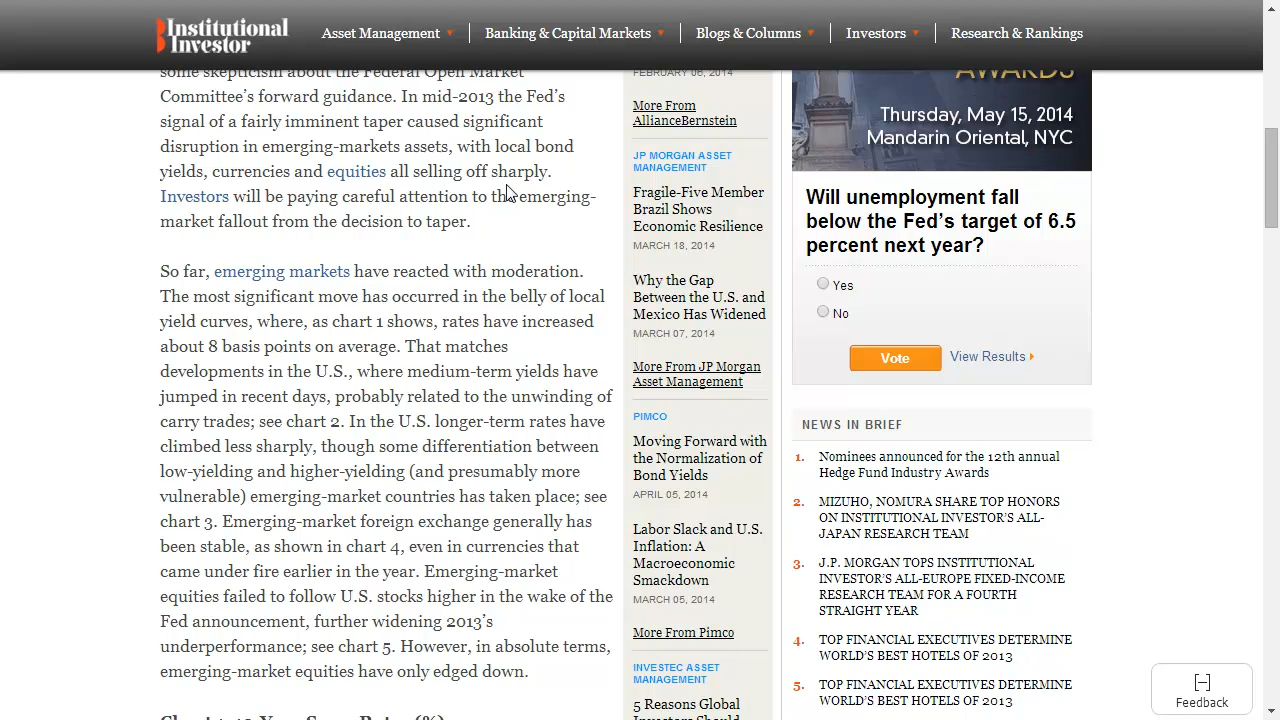 Institutional
Investor
Asset Management
Banking & Capital Markets
Blogs & Columns
Investors
Research & Rankings
some skepticism about the Federal Open Market
Committee's forward guidance. In mid-2013 the Fed's
signal of a fairly imminent taper caused significant
disruption in emerging-markets assets, with local bond
yields, currencies and equities all selling off sharply.
Investors will be paying careful attention to the emerging-
market fallout from the decision to taper.
So far, emerging markets have reacted with moderation.
The most significant move has occurred in the belly of local
yield curves, where, as chart 1 shows, rates have increased
about 8 basis points on average. That matches
developments in the U.S., where medium-term yields have
jumped in recent days, probably related to the unwinding of
carry trades; see chart 2. In the U.S. longer-term rates have
climbed less sharply, though some differentiation between
low-yielding and higher-yielding (and presumably more
vulnerable) emerging-market countries has taken place; see
chart 3. Emerging-market foreign exchange generally has
been stable, as shown in chart 4, even in currencies that
came under fire earlier in the year. Emerging-market
equities failed to follow U.S. stocks higher in the wake of the
Fed announcement, further widening 2013's
underperformance; see chart 5. However, in absolute terms,
emerging-market equities have only edged down.
FEBRUARY 06, 2014
More From
AllianceBernstein
JP MORGAN ASSET
MANAGEMENT
Fragile-Five Member
Brazil Shows
Economic Resilience
MARCH 18, 2014
Why the Gap
Between the U.S. and
Mexico Has Widened
MARCH 07, 2014
More From JP Morgan
Asset Management
PIMCO
Moving Forward with
the Normalization of
Bond Yields
APRIL 05, 2014
Labor Slack and U.S.
Inflation: A
Macroeconomic
Smackdown
MARCH 05, 2014
More From Pimco
INVESTEC ASSET
MANAGEMENT
5 Reasons Global
AWARDS
Thursday, May 15, 2014
Mandarin Oriental, NYC
Will unemployment fall
below the Fed's target of 6.5
percent next year?
Yes
No
Vote
View Results
NEWS IN BRIEF
1. Nominees announced for the 12th annual
Hedge Fund Industry Awards
2. MIZUHO, NOMURA SHARE TOP HONORS
ON INSTITUTIONAL INVESTOR'S ALL-
JAPAN RESEARCH TEAM
3. J.P. MORGAN TOPS INSTITUTIONAL
INVESTOR'S ALL-EUROPE FIXED-INCOME
RESEARCH TEAM FOR A FOURTH
STRAIGHT YEAR
4. TOP FINANCIAL EXECUTIVES DETERMINE
WORLD'S BEST HOTELS OF 2013
5. TOP FINANCIAL EXECUTIVES DETERMINE
WORLD'S BEST HOTELS OF 2013
Feedback